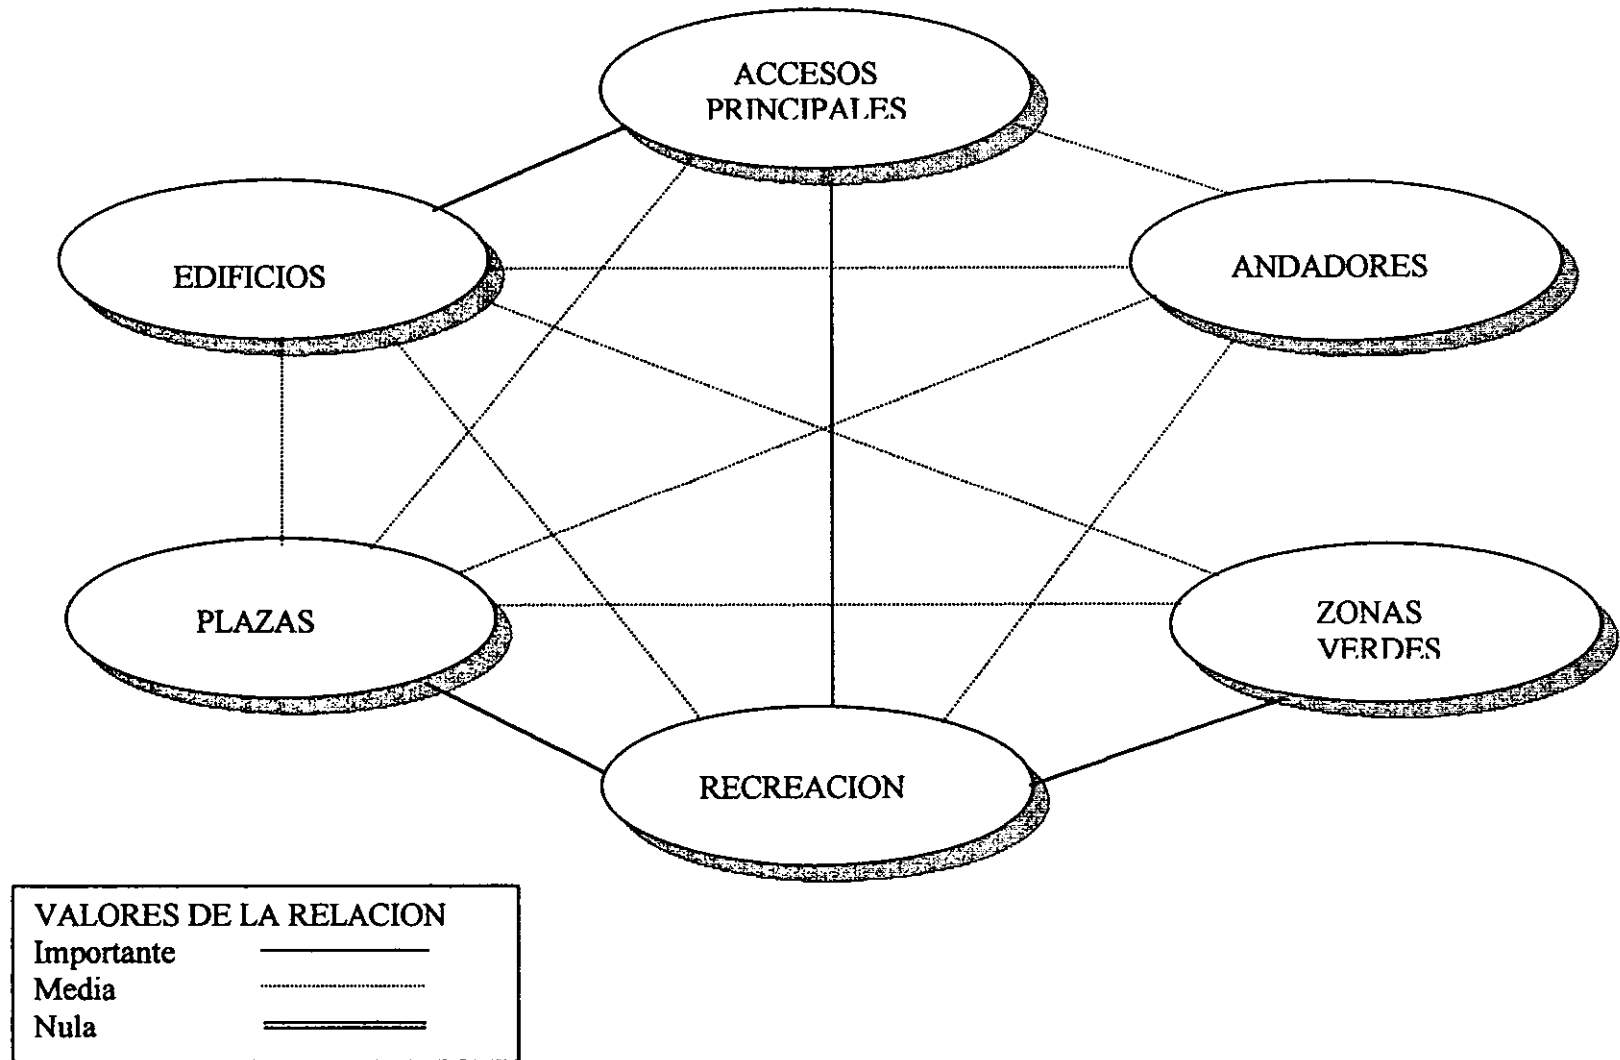 ACCESOS
PRINCIPALES
EDIFICIOS
ANDADORES
PLAZAS
ZONAS
VERDES
RECREACION
VALORES DE LA RELACION
Importante
Media
Nula